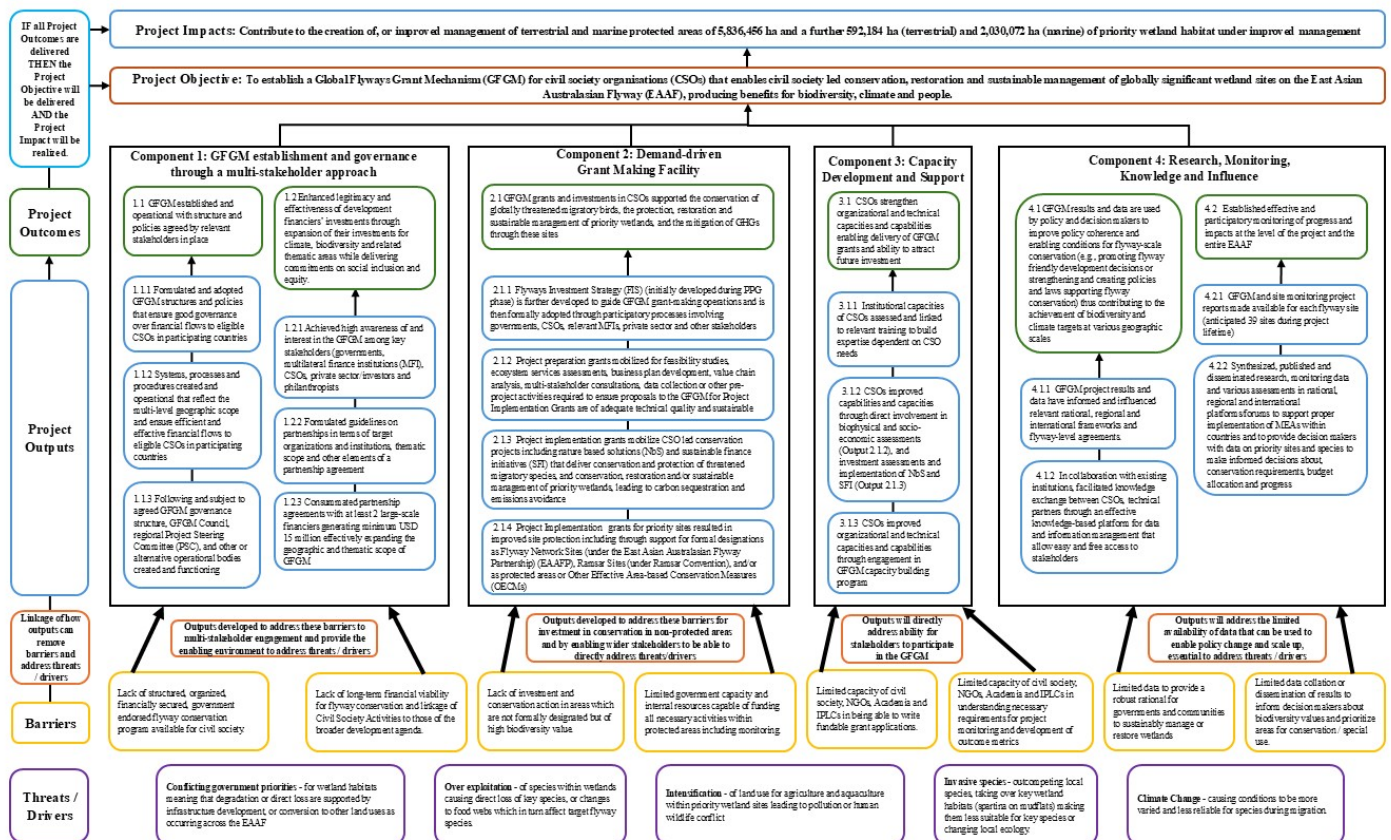 IF all Project
Outcomes are
delivered
THEN the
Project
Objective will
be delivered
AND the
Project
Impact will be
realized.
Project Impacts: Contribute to the creation of, or improved management of terrestrial and marine protected areas of 5,836,456 ha and a further 592,184 ha (terrestrial) and 2,030,072 ha (marine) of priority wetland habitat under improved management
Project Objective: To establish a Global Flyways Grant Mechanism (GFGM) for civil society organisations (CSOs) that enables civil society led conservation, restoration and sustainable management of globally significant wetland sites on the East Asian
Australasian Flyway (EAAF), producing benefits for biodiversity, climate and people.
Project
Outcomes
Project
Outputs
Linkage of how
outputs can
remove
barriers and
address threats
/ drivers
Barriers
Threats /
Drivers
Component 1: GFGM establishment and governance
through a multi-stakeholder approach
1.1 GFGM established and
operational with structure and
policies agreed by relevant
stakeholders in place
1.1.1 Formulated and adopted
GFGM structures and policies
that ensure good governance
over financial flows to eligible
CSOs in participating countries
1.1.2 Systems, processes and
procedures created and
operational that reflect the
multi-level geographic scope
and ensure efficient and
effective financial flows to
eligible CSOs in participating
countries
1.1.3 Following and subject to
agreed GFGM governance
structure, GFGM Council,
regional Project Steering
Committee (PSC), and other or
alternative operational bodies
created and functioning
1.2 Enhanced legitimacy and
effectiveness of development
financiers' investments through
expansion of their investments for
climate, biodiversity and related
thematic areas while delivering
commitments on social inclusion and
equity.
1.2.1 Achieved high awareness of and
interest in the GFGM among key
stakeholders (governments,
multilateral finance institutions (MFI),
CSOs, private sector/investors and
philanthropists
1.2.2 Formulated guidelines on
partnerships in terms of target
organizations and institutions, thematic
scope and other elements of a
partnership agreement
1.2.3 Consummated partnership
agreements with at least 2 large-scale
financiers generating minimum USD
15 million effectively expanding the
geographic and thematic scope of
GFGM
Component 2: Demand-driven
Grant Making Facility
2.1 GFGM grants and investments in CSOs supported the conservation of
globally threatened migratory birds, the protection, restoration and
sustainable management of priority wetlands, and the mitigation of GHGs
through these sites
2.1.1 Flyways Investment Strategy (FIS) (initially developed during PPG
phase) is further developed to guide GFGM grant-making operations and is
then formally adopted through participatory processes involving
governments, CSOs, relevant MFIs, private sector and other stakeholders
2.1.2 Project preparation grants mobilized for feasibility studies,
ecosystem services assessments, business plan development, value chain
analysis, multi-stakeholder consultations, data collection or other pre-
project activities required to ensure proposals to the GFGM for Project
Implementation Grants are of adequate technical quality and sustainable
2.1.3 Project implementation grants mobilize CSO led conservation
projects including nature based solutions (NbS) and sustainable finance
initiatives (SFI) that deliver conservation and protection of threatened
migratory species, and conservation, restoration and/or sustainable
management of priority wetlands, leading to carbon sequestration and
emissions avoidance
2.1.4 Project Implementation grants for priority sites resulted in
improved site protection including through support for formal designations
as Flyway Network Sites (under the East Asian Australasian Flyway
Partnership) (EAAFP), Ramsar Sites (under Ramsar Convention), and/or
as protected areas or Other Effective Area-based Conservation Measures
(OECMs)
Component 3: Capacity
Development and Support
3.1 CSOs strengthen
organizational and technical
capacities and capabilities
enabling delivery of GFGM
grants and ability to attract
future investment
3.1.1 Institutional capacities
of CSOs assessed and linked
to relevant training to build
expertise dependent on CSO
needs
3.1.2 CSOs improved
capabilities and capacities
through direct involvement in
biophysical and socio-
economic assessments
(Output 2.1.2), and
investment assessments and
implementation of NbS and
SFI (Output 2.1.3)
3.1.3 CSOs improved
organizational and technical
capacities and capabilities
through engagement in
GFGM capacity building
program
Component 4: Research, Monitoring,
Knowledge and Influence
4.1 GFGM results and data are used
by policy and decision makers to
improve policy coherence and
enabling conditions for flyway-scale
conservation (e.g., promoting flyway
friendly development decisions or
strengthening and creating policies
and laws supporting flyway
conservation) thus contributing to the
achievement of biodiversity and
climate targets at various geographic
scales
4.1.1 GFGM project results and
data have informed and influenced
relevant national, regional and
international frameworks and
flyway-level agreements.
4.1.2 In collaboration with existing
institutions, facilitated knowledge
exchange between CSOs, technical
partners through an effective
knowledge-based platform for data
and information management that
allow easy and free access to
stakeholders
4.2 Established effective and
participatory monitoring of progress and
impacts at the level of the project and the
entire EAAF
4.2.1 GFGM and site monitoring project
reports made available for each flyway site
(anticipated 39 sites during project
lifetime)
4.2.2 Synthesized, published and
disseminated research, monitoring data
and various assessments in national,
regional and international
platforms forums to support proper
implementation of MEAs within
countries and to provide decision makers
with data on priority sites and species to
make informed decisions about,
conservation requirements, budget
allocation and progress
Outputs developed to address these barriers to
multi-stakeholder engagement and provide the
enabling environment to address threats / drivers
Outputs developed to address these barriers for
investment in conservation in non-protected areas
and by enabling wider stakeholders to be able to
directly address threats/drivers
Outputs will directly
address ability for
stakeholders to participate
in the GFGM
Outputs will address the limited
availability of data that can be used to
enable policy change and scale up,
essential to address threats / drivers
Lack of structured, organized,
financially secured, government
endorsed flyway conservation
program available for civil society.
Lack of long-term financial viability
for flyway conservation and linkage of
Civil Society Activities to those of the
broader development agenda.
Lack of investment and
conservation action in areas which
are not formally designated but of
high biodiversity value.
Limited government capacity and
internal resources capable of funding
all necessary activities within
protected areas including monitoring.
Limited capacity of civil
society, NGOs, Academia and
IPLCs in being able to write
fundable grant applications.
Limited capacity of civil society,
NGOs, Academia and IPLCs in
understanding necessary
requirements for project
monitoring and development of
outcome metrics
Limited data to provide a
robust rational for
governments and communities
to sustainably manage or
restore wetlands
Limited data collation or
dissemination of results to
inform decision makers about
biodiversity values and prioritize
areas for conservation / special
use.
Conflicting government priorities - for wetland habitats
meaning that degradation or direct loss are supported by
infrastructure development, or conversion to other land uses as
occurring across the EAAF
Over exploitation - of species within wetlands
causing direct loss of key species, or changes
to food webs which in turn affect target flyway
species.
Intensification - of land use for agriculture and aquaculture
within priority wetland sites leading to pollution or human
wildlife conflict
Invasive species - outcompeting local
species, taking over key wetland
habitats (spartina on mudflats) making
them less suitable for key species or
changing local ecology
Climate Change - causing conditions to be more
varied and less reliable for species during migration.